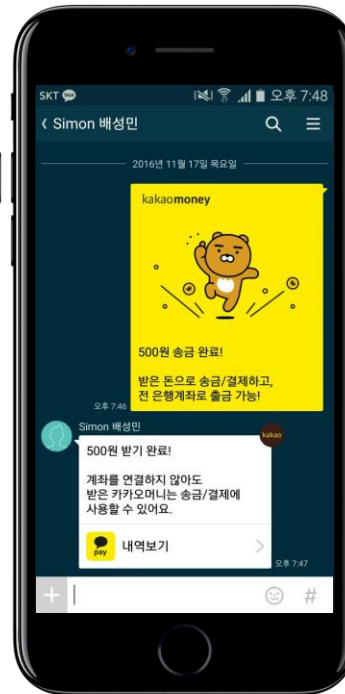 SKT talk 오후 7:48
Simon 배성민
2016년 11월 17일 목요일
kakaomoney
500원 송금 완료!
받은 돈으로 송금/결제하고,
전 은행계좌로 출금 가능!
오후 7:46
Simon 배성민
kakao
500원 받기 완료!
계좌를 연결하지 않아도
받은 카카오머니는 송금/결제에
사용할 수 있어요.
pay 내역보기
오후 7:47
#